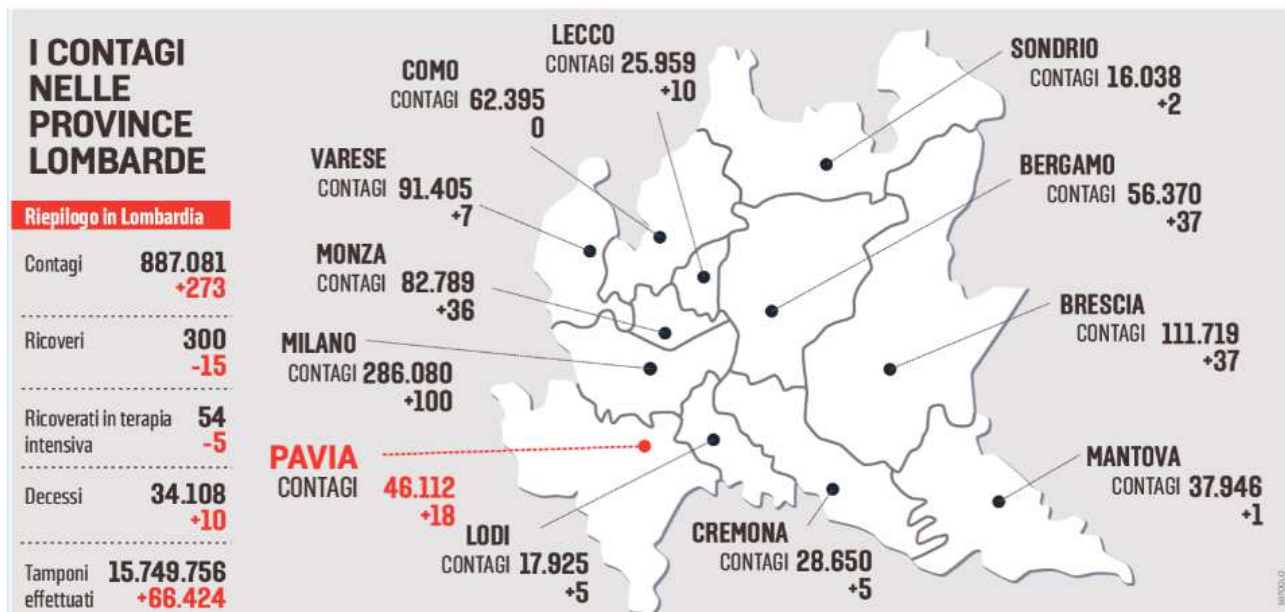 I CONTAGI
NELLE
PROVINCE
LOMBARDE
Riepilogo in Lombardia
Contagi 887.081
+273
Ricoveri 300
-15
Ricoverati in terapia intensiva 54
-5
Decessi 34.108
+10
Tamponi effettuati 15.749.756
+66.424
LECCO
CONTAGI 25.959
+10
COMO
CONTAGI 62.395
0
VARESE
CONTAGI 91.405
+7
MONZA
CONTAGI 82.789
+36
MILANO
CONTAGI 286.080
+100
PAVIA
CONTAGI 46.112
+18
LODI
CONTAGI 17.925
+5
CREMONA
CONTAGI 28.650
+5
SONDRIO
CONTAGI 16.038
+2
BERGAMO
CONTAGI 56.370
+37
BRESCIA
CONTAGI 111.719
+37
MANTOVA
CONTAGI 37.946
+1